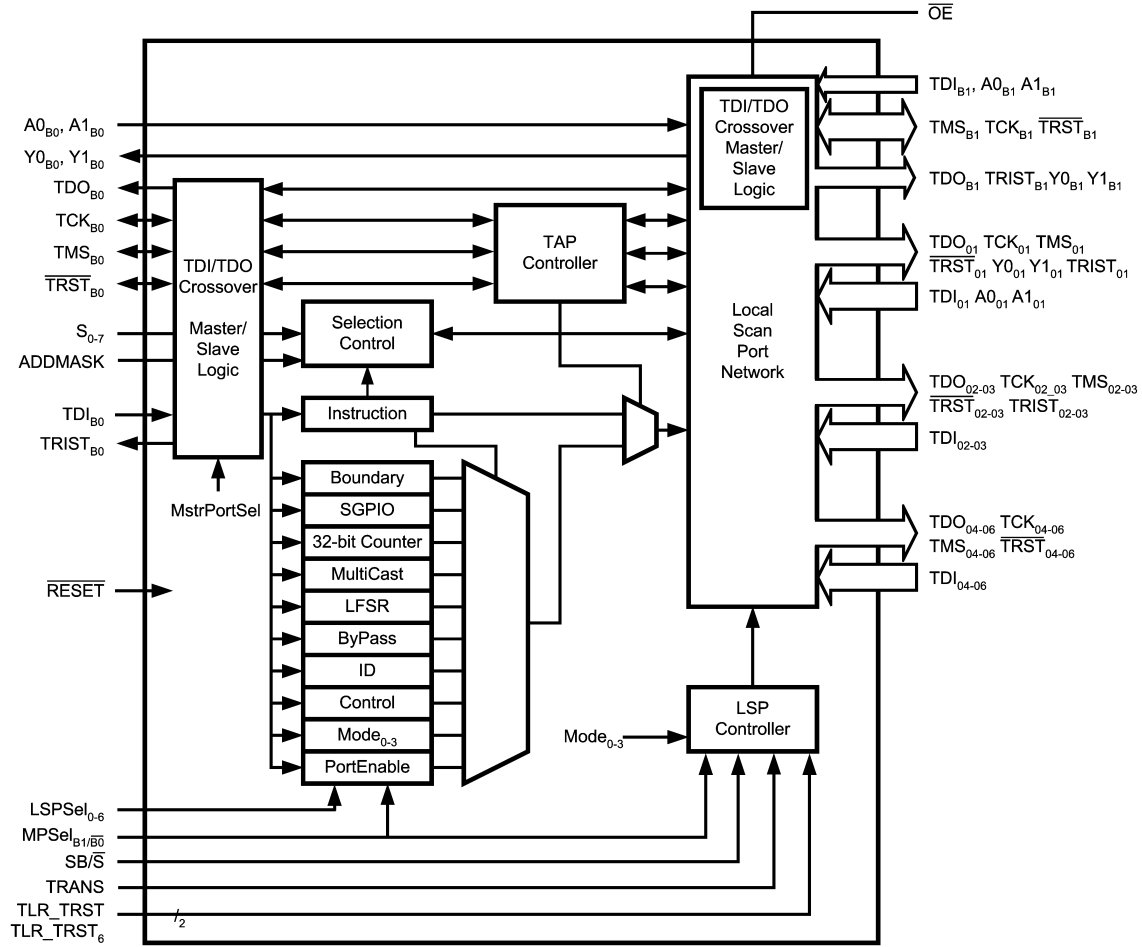 OE
TDI/TDO
Crossover
Master/
Slave
Logic
TDIB1, A0B1 A1B1
TMSB1 TCKB1 TRSTB1
TDOB1 TRISTB1Y0B1 Y1B1
A0B0, A1B0
Y0B0, Y1B0
TDOB0
TCKB0
TMSB0
TRSTB0
S0-7
ADDMASK
TDIB0
TRISTB0
TDI/TDO
Crossover
Master/
Slave
Logic
MstrPortSel
TAP
Controller
Selection
Control
Instruction
Local
Scan
Port
Network
TDO01 TCK01 TMS01
TRST01 Y001 Y101 TRIST01
TDI01 A001 A101
TDO02-03 TCK02_03 TMS02-03
TRST02-03 TRIST02-03
TDI02-03
TDO04-06 TCK04-06
TMS04-06 TRST04-06
TDI04-06
Boundary
SGPIO
32-bit Counter
MultiCast
LFSR
ByPass
ID
Control
Mode0-3
PortEnable
RESET
Mode0-3
LSP
Controller
LSPSel0-6
MPSelB1/B0
SB/S
TRANS
TLR_TRST
TLR_TRST6
/2